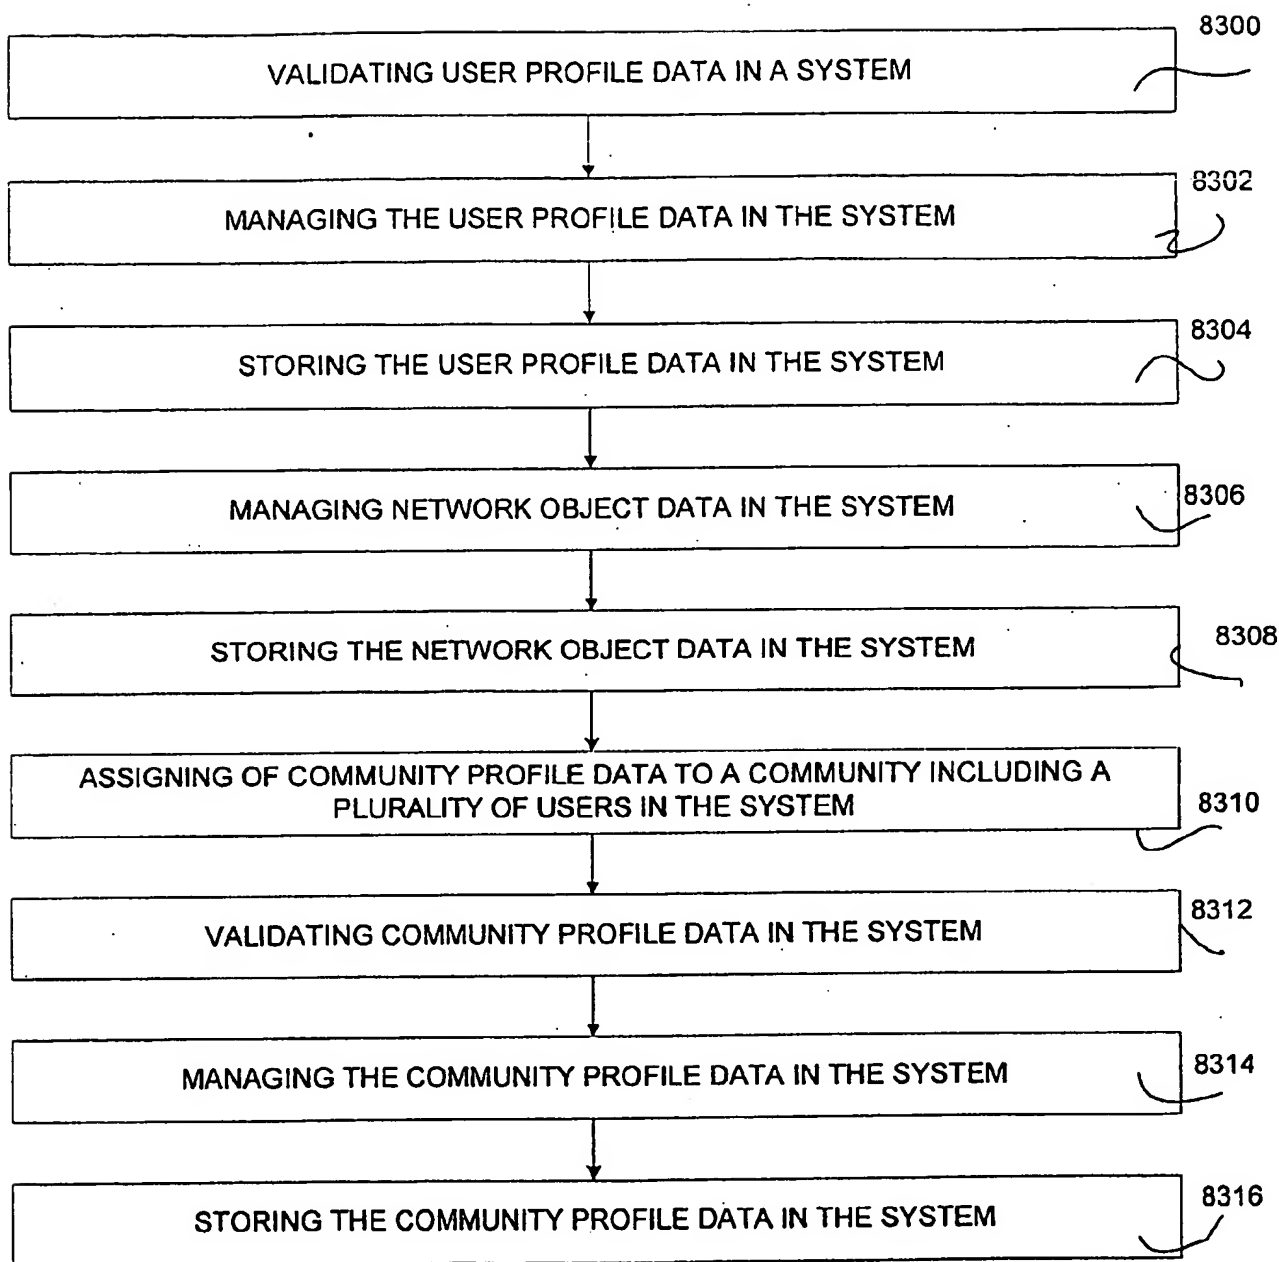 8300
VALIDATING USER PROFILE DATA IN A SYSTEM
8302
MANAGING THE USER PROFILE DATA IN THE SYSTEM
8304
STORING THE USER PROFILE DATA IN THE SYSTEM
8306
MANAGING NETWORK OBJECT DATA IN THE SYSTEM
8308
STORING THE NETWORK OBJECT DATA IN THE SYSTEM
ASSIGNING OF COMMUNITY PROFILE DATA TO A COMMUNITY INCLUDING A
PLURALITY OF USERS IN THE SYSTEM
8310
8312
VALIDATING COMMUNITY PROFILE DATA IN THE SYSTEM
8314
MANAGING THE COMMUNITY PROFILE DATA IN THE SYSTEM
8316
STORING THE COMMUNITY PROFILE DATA IN THE SYSTEM